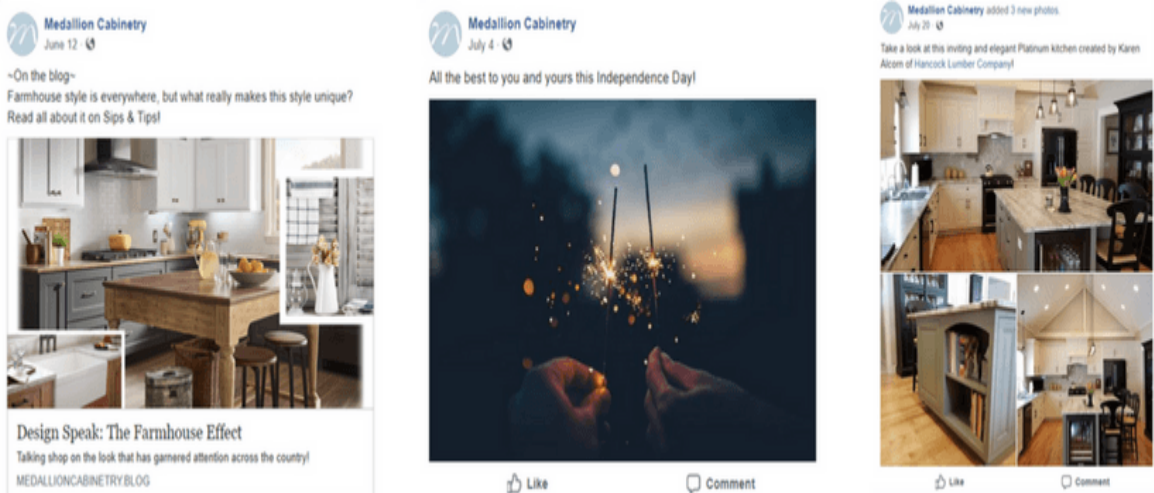 Medallion Cabinetry
June 12
~On the blog~
Farmhouse style is everywhere, but what really makes this style unique?
Read all about it on Sips & Tips!
Design Speak: The Farmhouse Effect
Talking shop on the look that has garnered attention across the country!
MEDALLIONCABINETRY.BLOG
Medallion Cabinetry
July 4
All the best to you and yours this Independence Day!
Like Comment
Medallion Cabinetry added 3 new photos.
July 20
Take a look at this inviting and elegant Platinum kitchen created by Karen
Alcorn of Hancock Lumber Company!
Like Comment